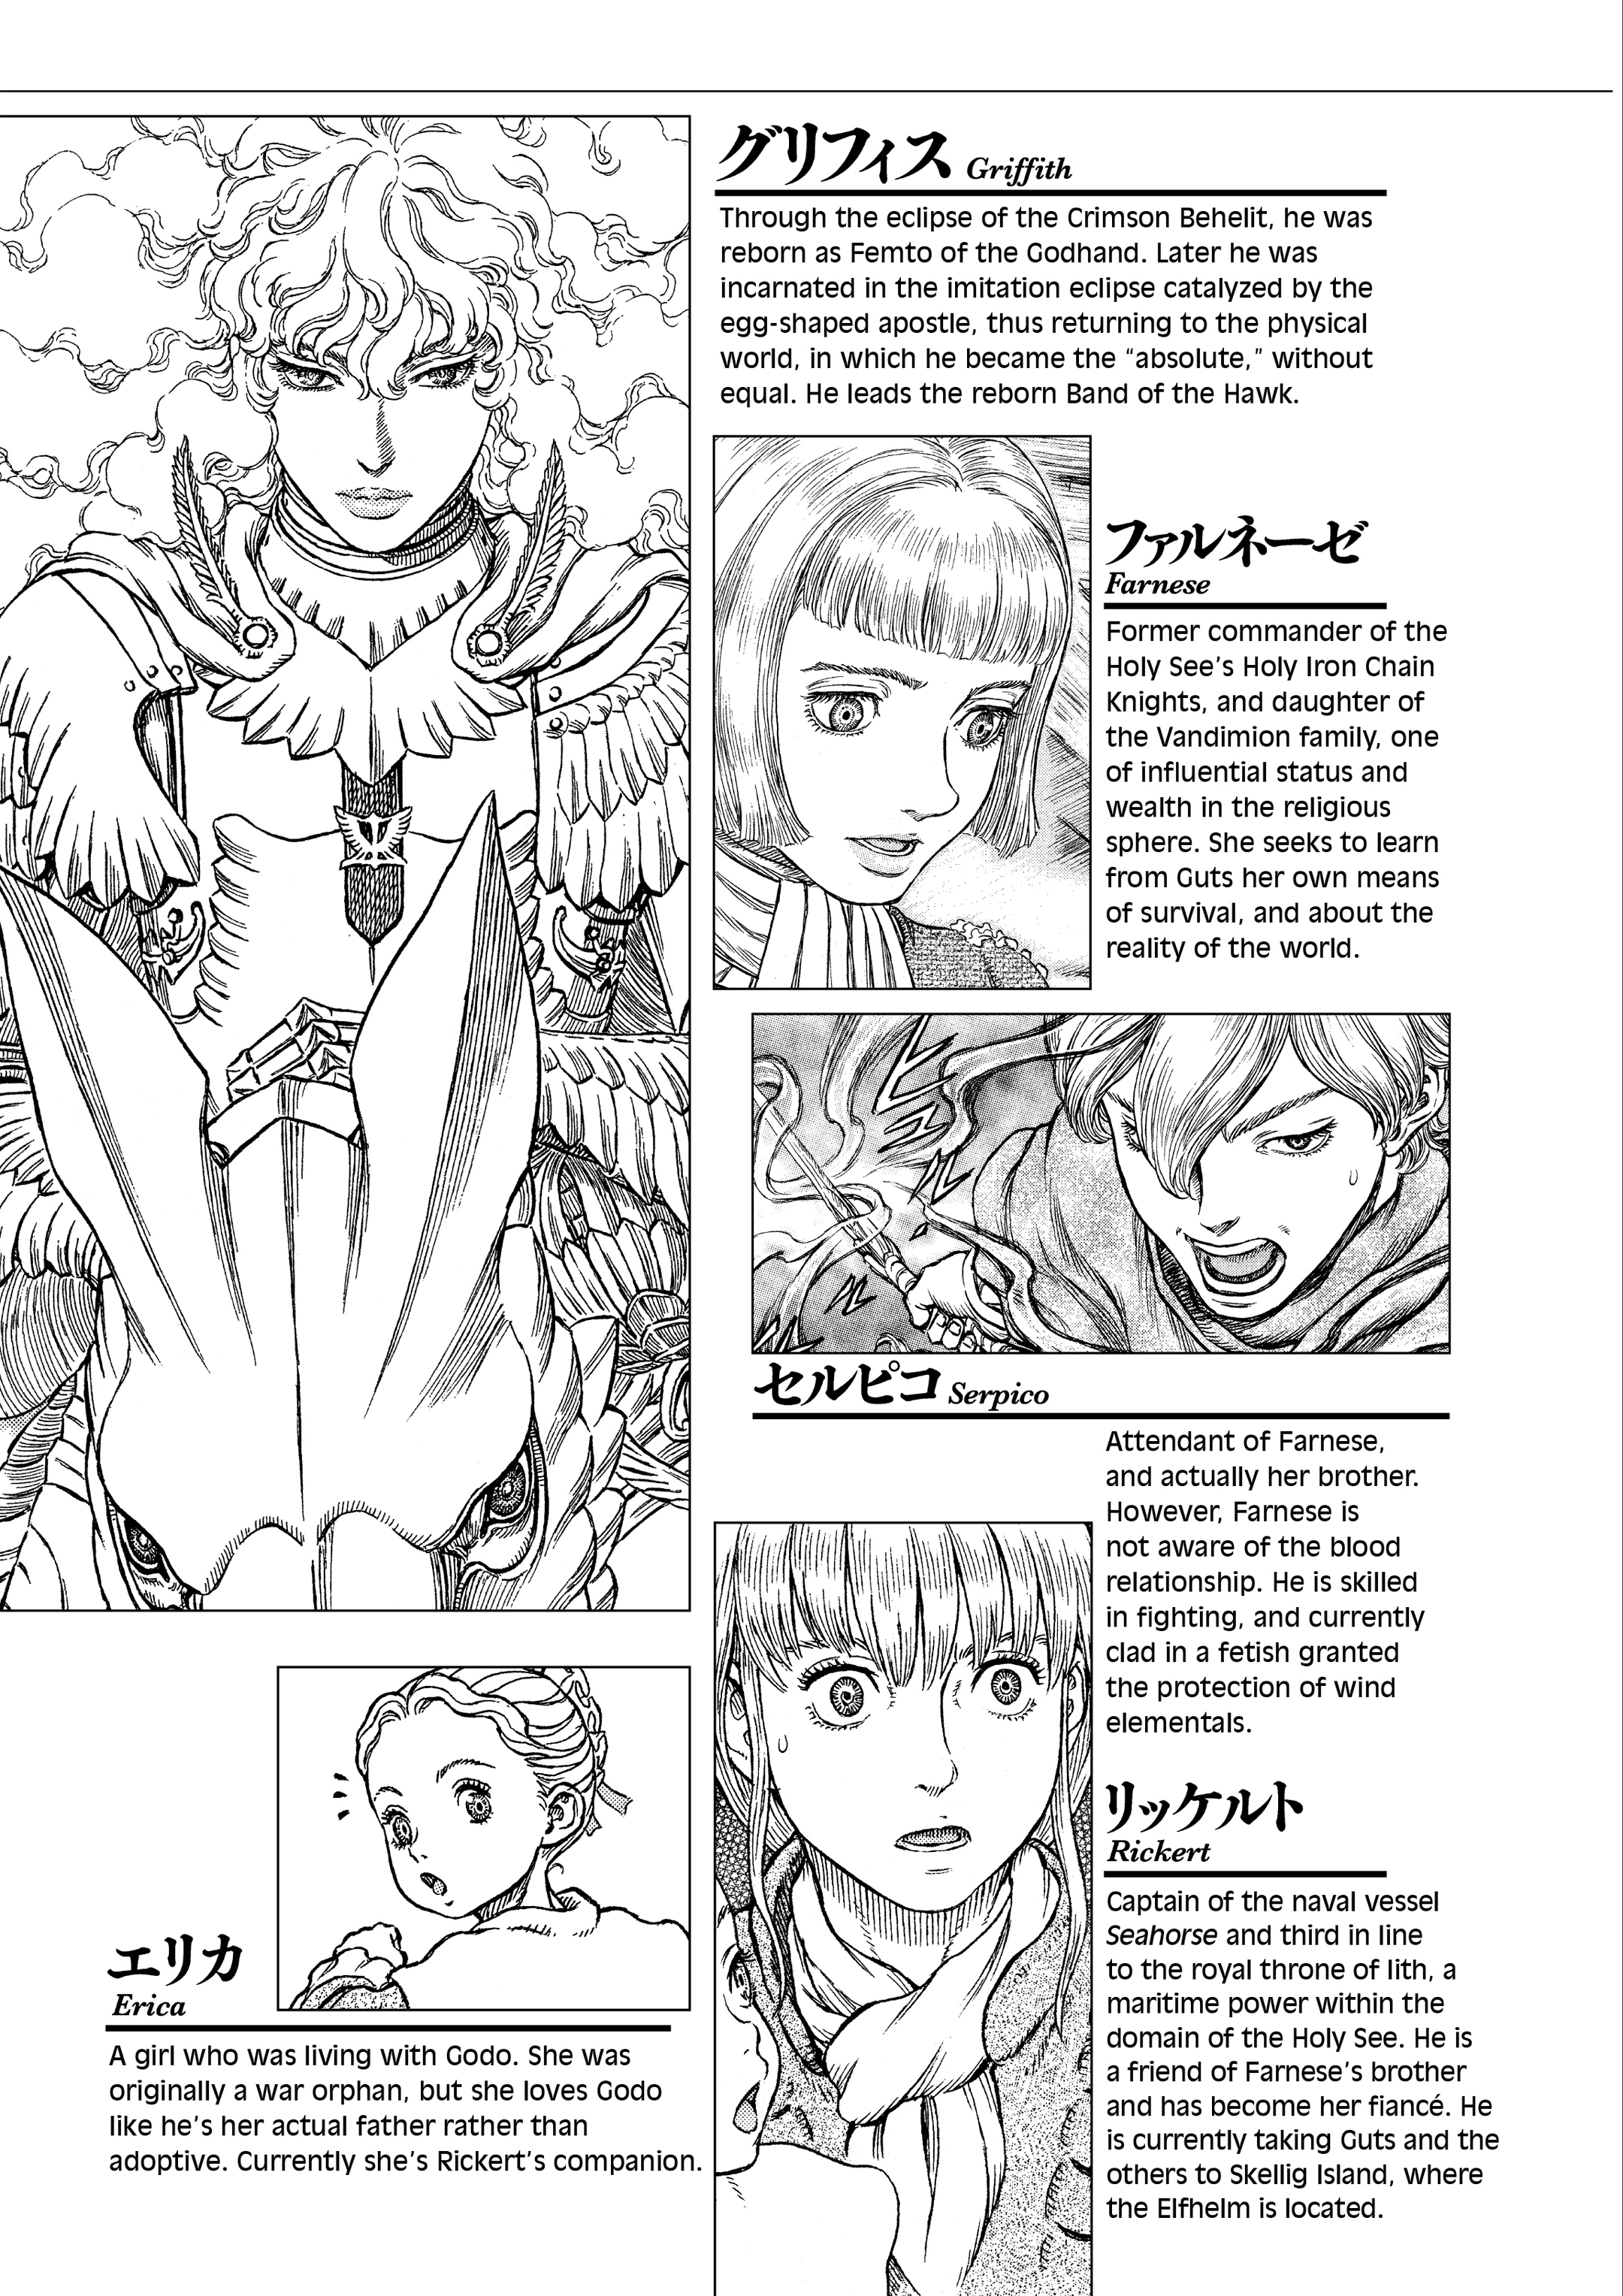 グリフィス Griffith
Through the eclipse of the Crimson Behelit, he was
reborn as Femto of the Godhand. Later he was
incarnated in the imitation eclipse catalyzed by the
egg-shaped apostle, thus returning to the physical
world, in which he became the “absolute,” without
equal. He leads the reborn Band of the Hawk.
ファルネーゼ
Farnese
Former commander of the
Holy See’s Holy Iron Chain
Knights, and daughter of
the Vandimion family, one
of influential status and
wealth in the religious
sphere. She seeks to learn
from Guts her own means
of survival, and about the
reality of the world.
セルピコ Serpico
Attendant of Farnese,
and actually her brother.
However, Farnese is
not aware of the blood
relationship. He is skilled
in fighting, and currently
clad in a fetish granted
the protection of wind
elementals.
リッケルト
Rickert
Captain of the naval vessel
Seahorse and third in line
to the royal throne of Iith, a
maritime power within the
domain of the Holy See. He is
a friend of Farnese’s brother
and has become her fiancé. He
is currently taking Guts and the
others to Skellig Island, where
the Elfhelm is located.
エリカ
Erica
A girl who was living with Godo. She was
originally a war orphan, but she loves Godo
like he’s her actual father rather than
adoptive. Currently she’s Rickert’s companion.